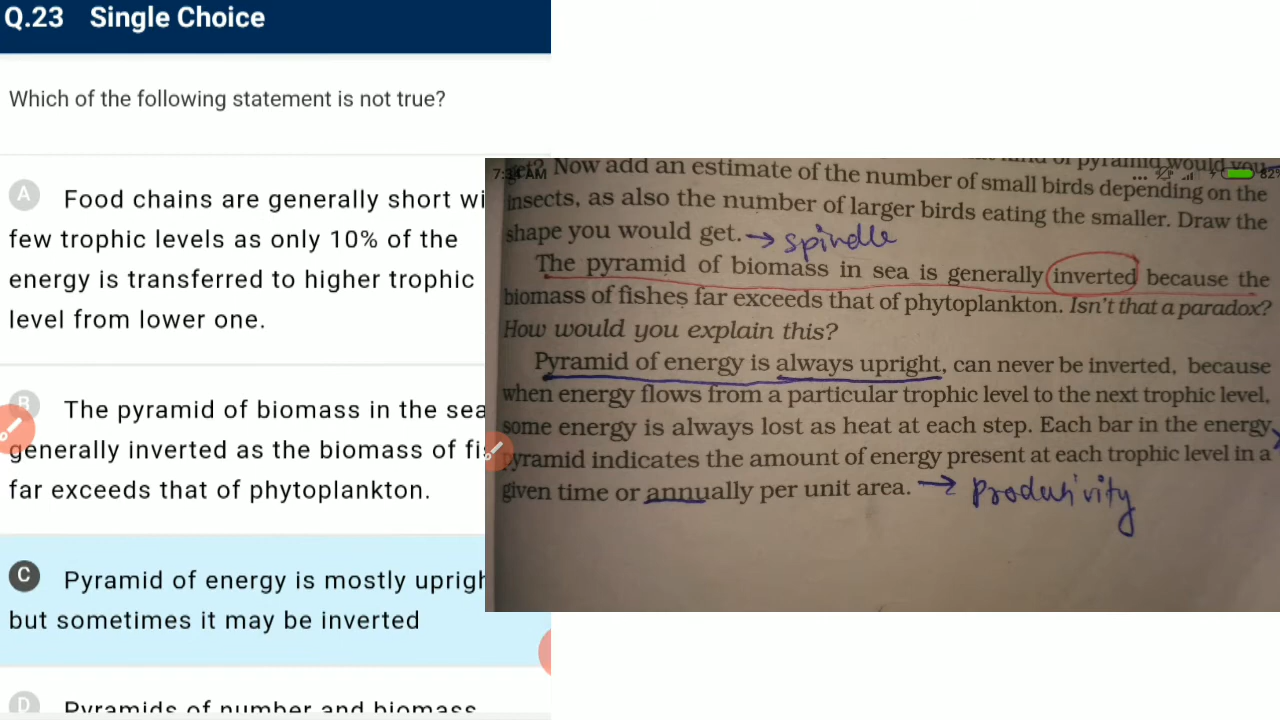 Q.23 Single Choice
Which of the following statement is not true?
A Food chains are generally short wi
few trophic levels as only 10% of the
energy is transferred to higher trophic
level from lower one.
B The pyramid of biomass in the sea
generally inverted as the biomass of fi
far exceeds that of phytoplankton.
C Pyramid of energy is mostly uprigh
but sometimes it may be inverted
D Pyramids of number and biomass
of pyramid would you
7:34 AM 82%
get? Now add an estimate of the number of small birds depending on the
insects, as also the number of larger birds eating the smaller. Draw the
shape you would get. → spindle
The pyramid of biomass in sea is generally inverted because the
biomass of fishes far exceeds that of phytoplankton. Isn't that a paradox?
How would you explain this?
Pyramid of energy is always upright, can never be inverted, because
when energy flows from a particular trophic level to the next trophic level,
some energy is always lost as heat at each step. Each bar in the energy
pyramid indicates the amount of energy present at each trophic level in a
given time or annually per unit area. → Productivity